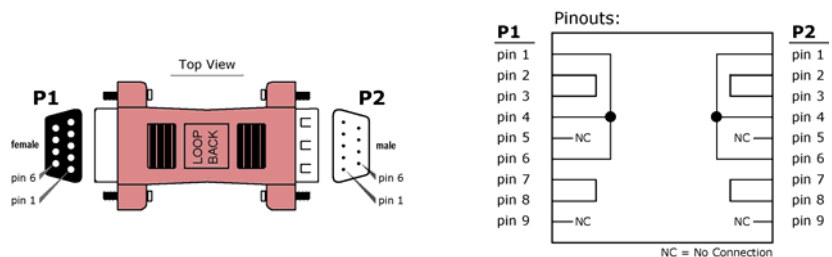 Top View
P1
P2
female
male
LOOP
BACK
pin 6
pin 1
pin 6
pin 1
Pinouts:
P1
P2
pin 1
pin 1
pin 2
pin 2
pin 3
pin 3
pin 4
pin 4
pin 5
NC
NC
pin 5
pin 6
pin 6
pin 7
pin 7
pin 8
pin 8
pin 9
NC
NC
pin 9
NC = No Connection